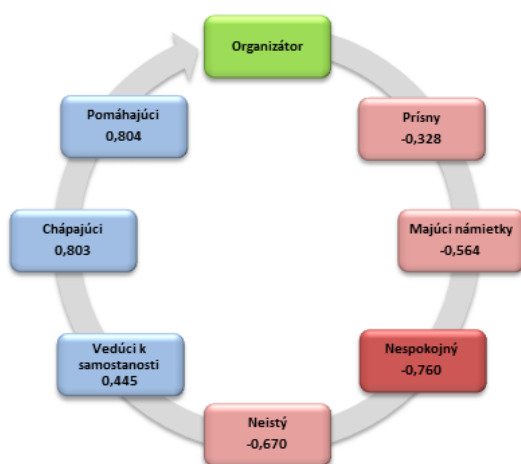 Organizátor
Prísny
-0,328
Majúci námietky
-0,564
Nespokojný
-0,760
Neistý
-0,670
Vedúci k
samostanosti
0,445
Chápajúci
0,803
Pomáhajúci
0,804